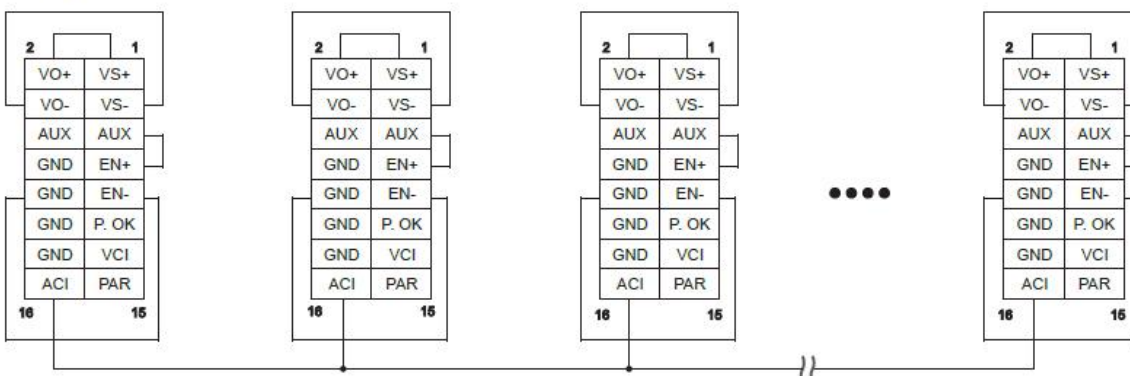 2 1 2 1 2 1 2 1
VO+ VS+ VO+ VS+ VO+ VS+ VO+ VS+
VO- VS- VO- VS- VO- VS- VO- VS-
AUX AUX AUX AUX AUX AUX AUX AUX
GND EN+ GND EN+ GND EN+ GND EN+
GND EN- GND EN- GND EN- GND EN-
GND P. OK GND P. OK GND P. OK GND P. OK
GND VCI GND VCI GND VCI GND VCI
ACI PAR ACI PAR ACI PAR ACI PAR
16 15 16 15 16 15 16 15